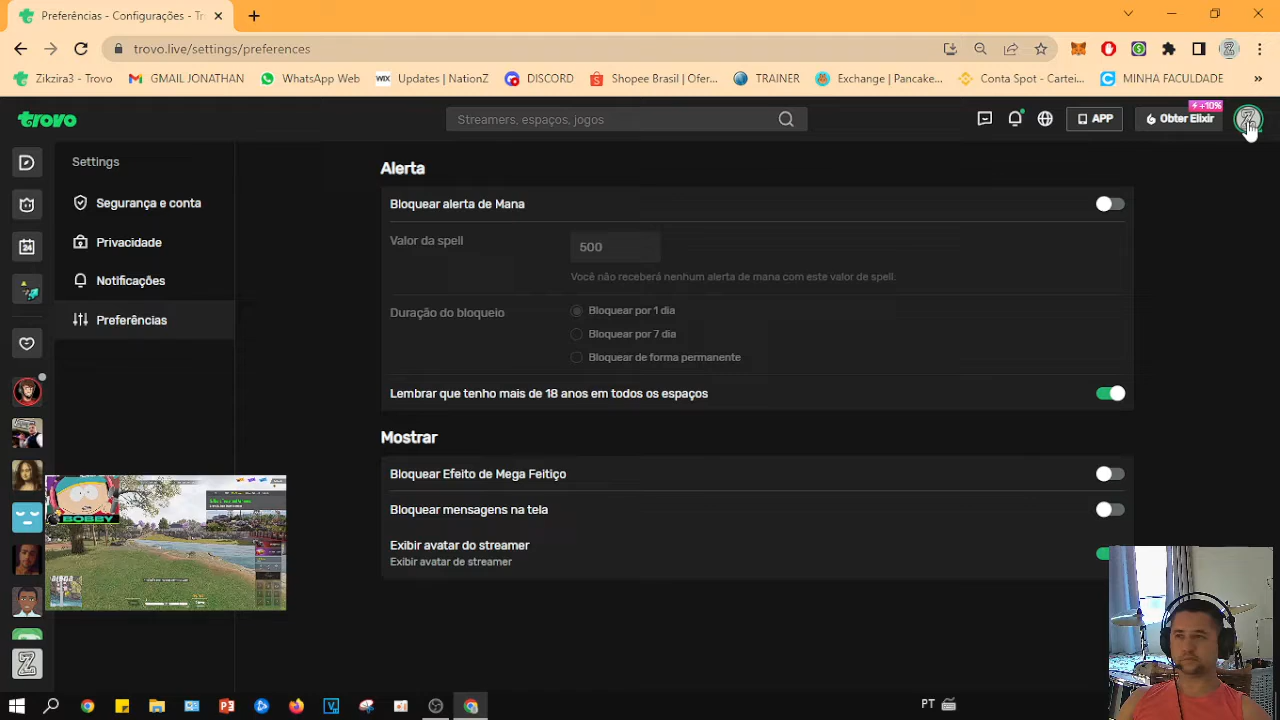 Preferências - Configurações - Tro
trovo.live/settings/preferences
Zikzira3 - Trovo
GMAIL JONATHAN
WhatsApp Web
WIX
Updates | NationZ
DISCORD
Shopee Brasil | Ofer...
TRAINER
Exchange | Pancake...
Conta Spot - Cartei...
MINHA FACULDADE
»
trovo
Streamers, espaços, jogos
APP
+10%
Obter Elixir
Settings
Segurança e conta
Privacidade
Notificações
Preferências
24
Alerta
Bloquear alerta de Mana
Valor da spell
500
Você não receberá nenhum alerta de mana com este valor de spell.
Duração do bloqueio
Bloquear por 1 dia
Bloquear por 7 dia
Bloquear de forma permanente
Lembrar que tenho mais de 18 anos em todos os espaços
Mostrar
Bloquear Efeito de Mega Feitiço
Bloquear mensagens na tela
Exibir avatar do streamer
Exibir avatar de streamer
BOBBY
PT